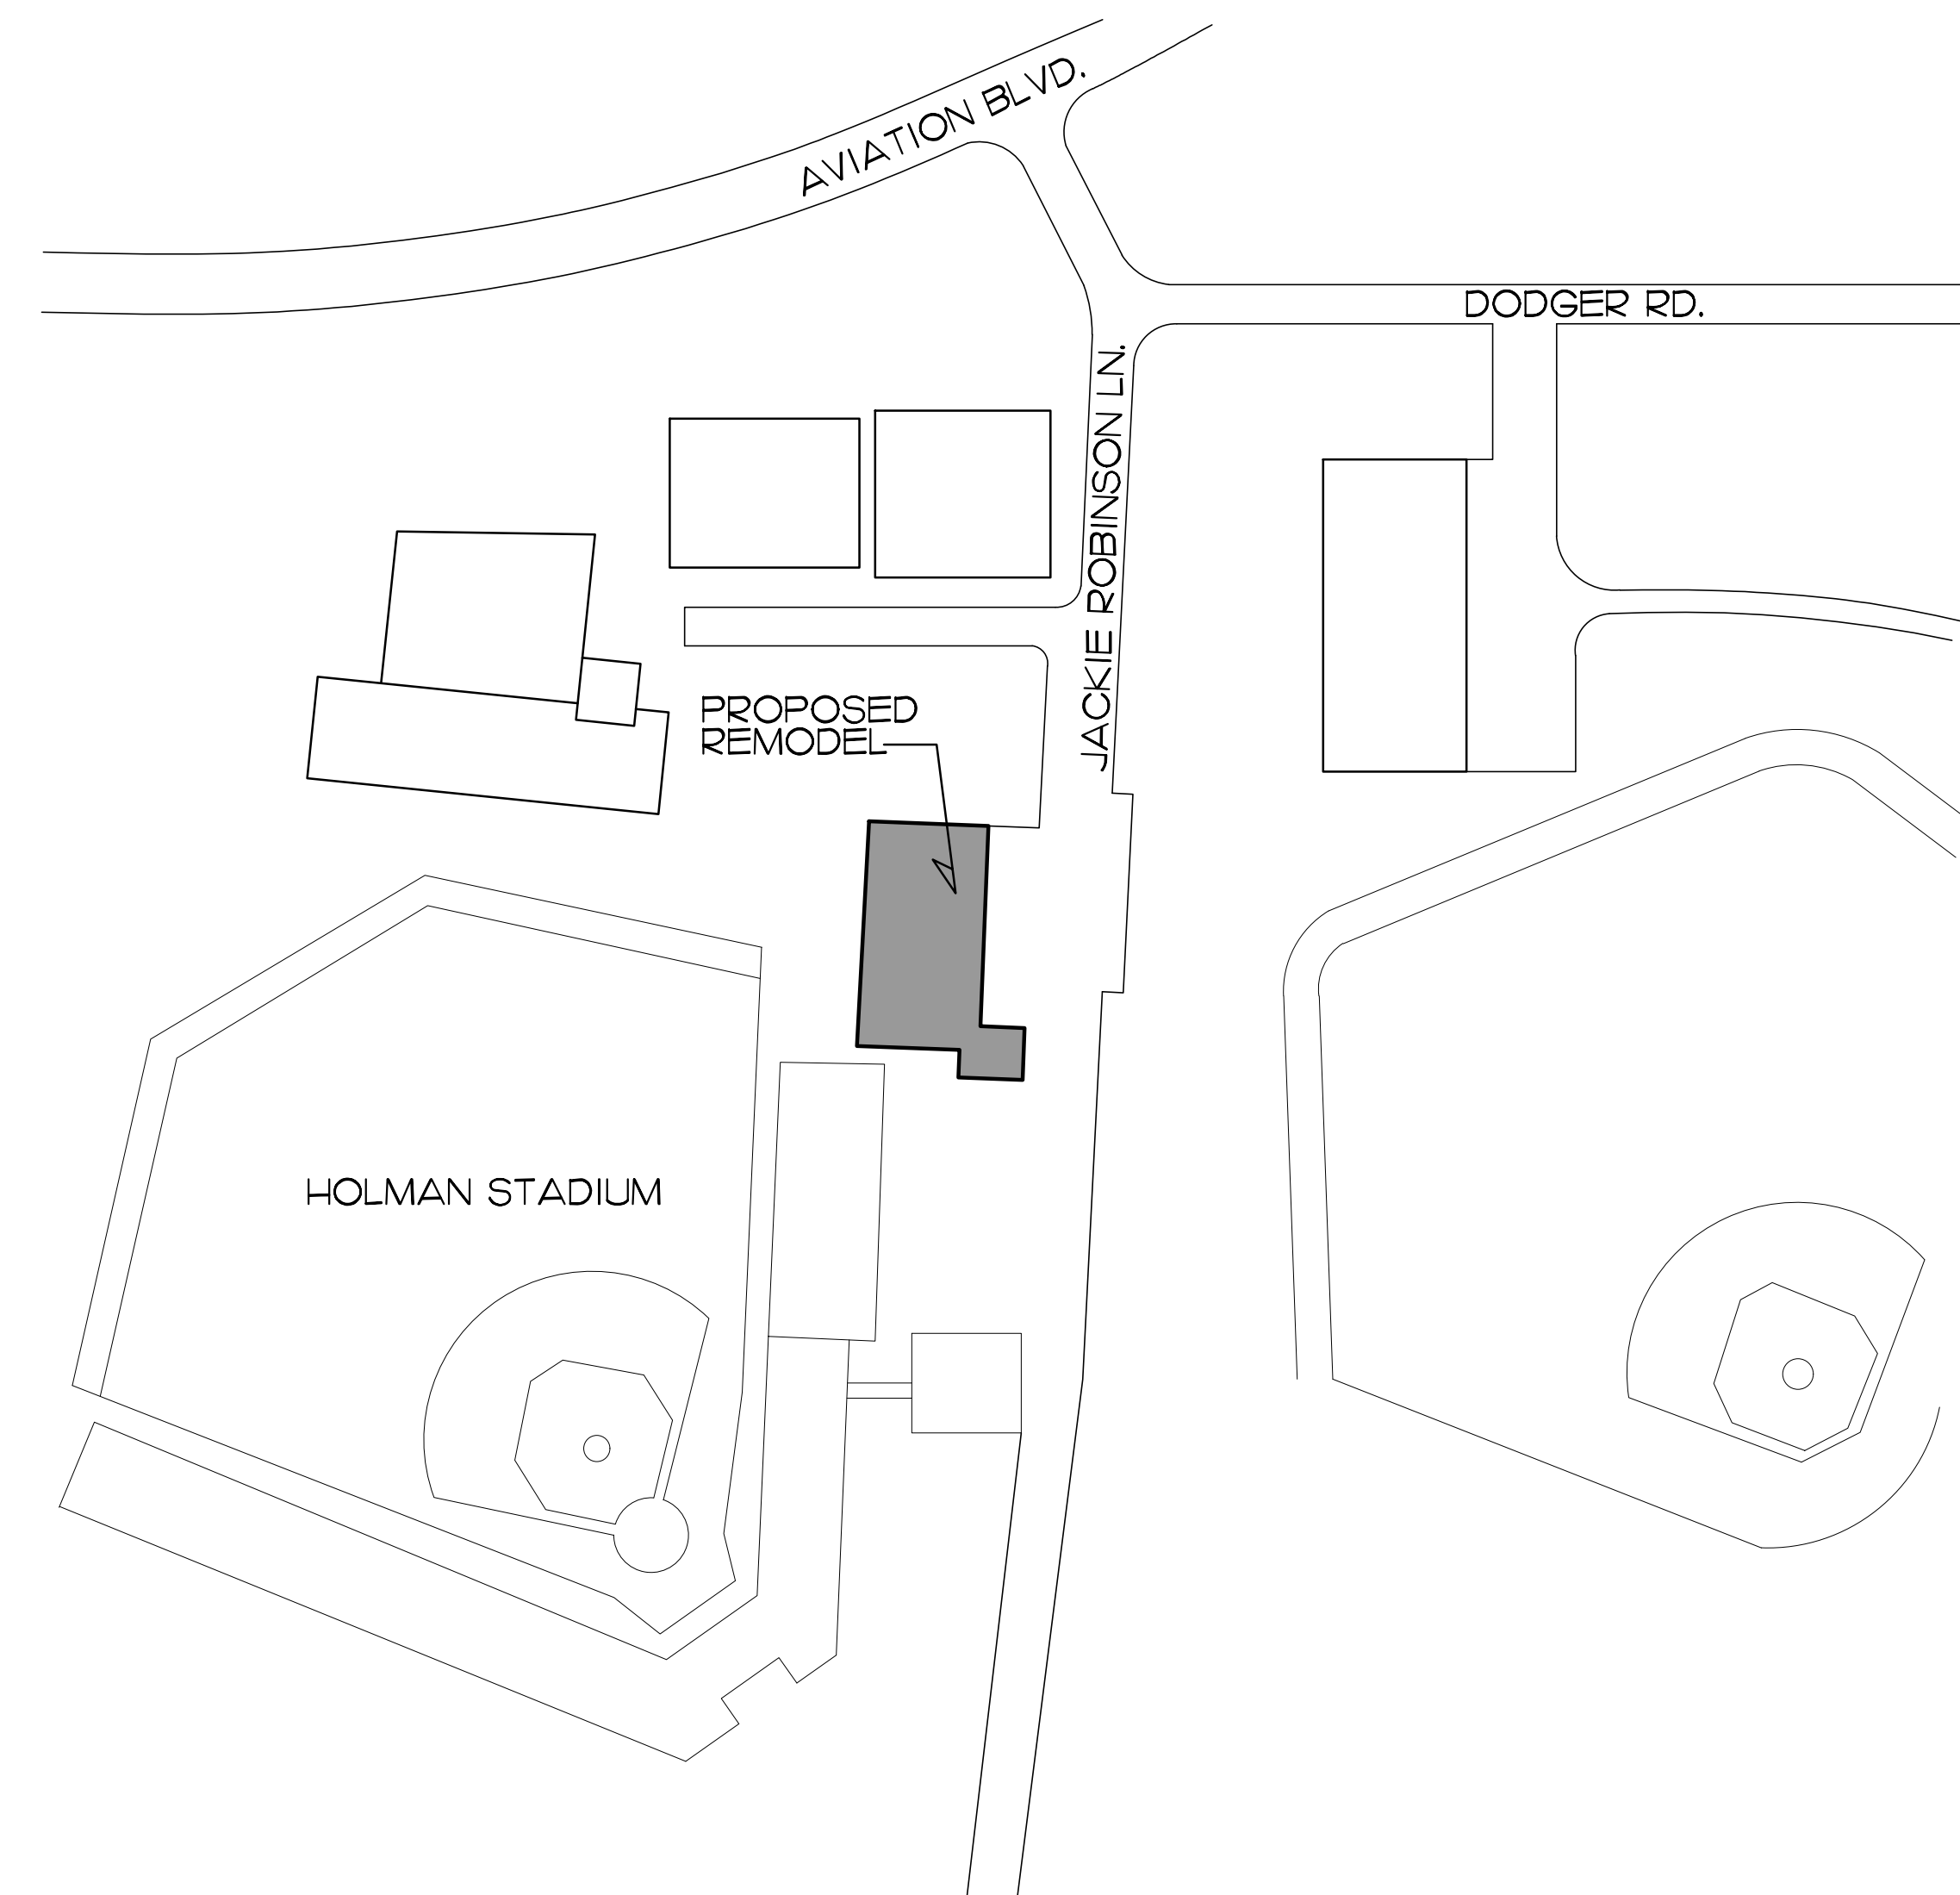 AVIATION BLVD.
DODGER RD.
JACKIE ROBINSON LN.
PROPOSED
REMODEL
HOLMAN STADIUM